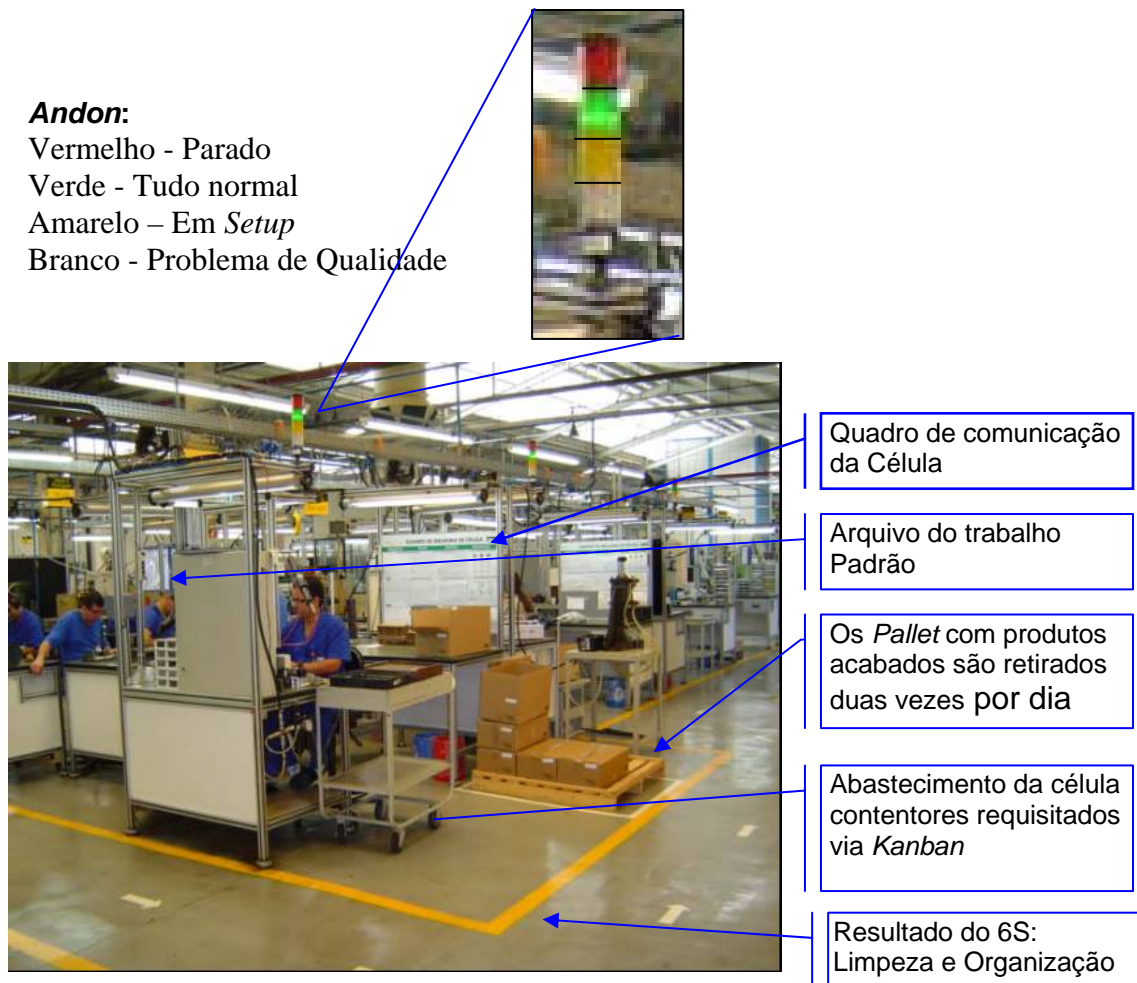 Andon:
Vermelho - Parado
Verde - Tudo normal
Amarelo – Em Setup
Branco - Problema de Qualidade
Quadro de comunicação
da Célula
Arquivo do trabalho
Padrão
Os Pallet com produtos
acabados são retirados
duas vezes por dia
Abastecimento da célula
contentores requisitados
via Kanban
Resultado do 6S:
Limpeza e Organização